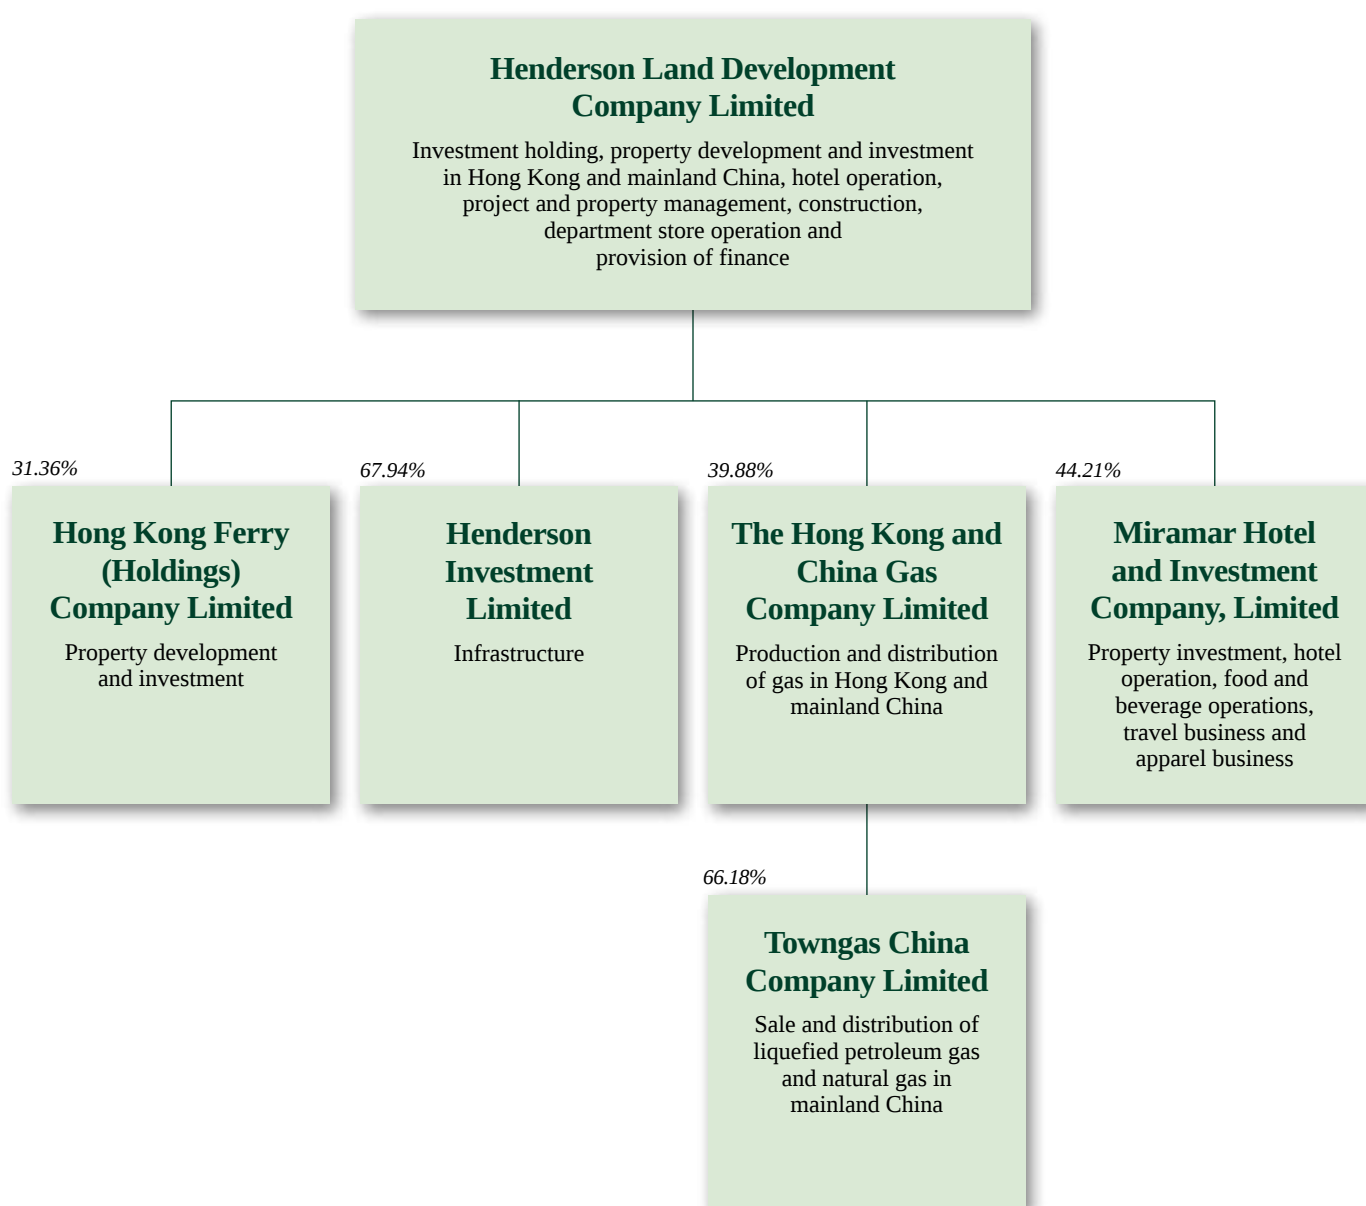 Henderson Land Development
Company Limited
Investment holding, property development and investment
in Hong Kong and mainland China, hotel operation,
project and property management, construction,
department store operation and
provision of finance
31.36%
Hong Kong Ferry
(Holdings)
Company Limited
Property development
and investment
67.94%
Henderson
Investment
Limited
Infrastructure
39.88%
The Hong Kong and
China Gas
Company Limited
Production and distribution
of gas in Hong Kong and
mainland China
44.21%
Miramar Hotel
and Investment
Company, Limited
Property investment, hotel
operation, food and
beverage operations,
travel business and
apparel business
66.18%
Towngas China
Company Limited
Sale and distribution of
liquefied petroleum gas
and natural gas in
mainland China